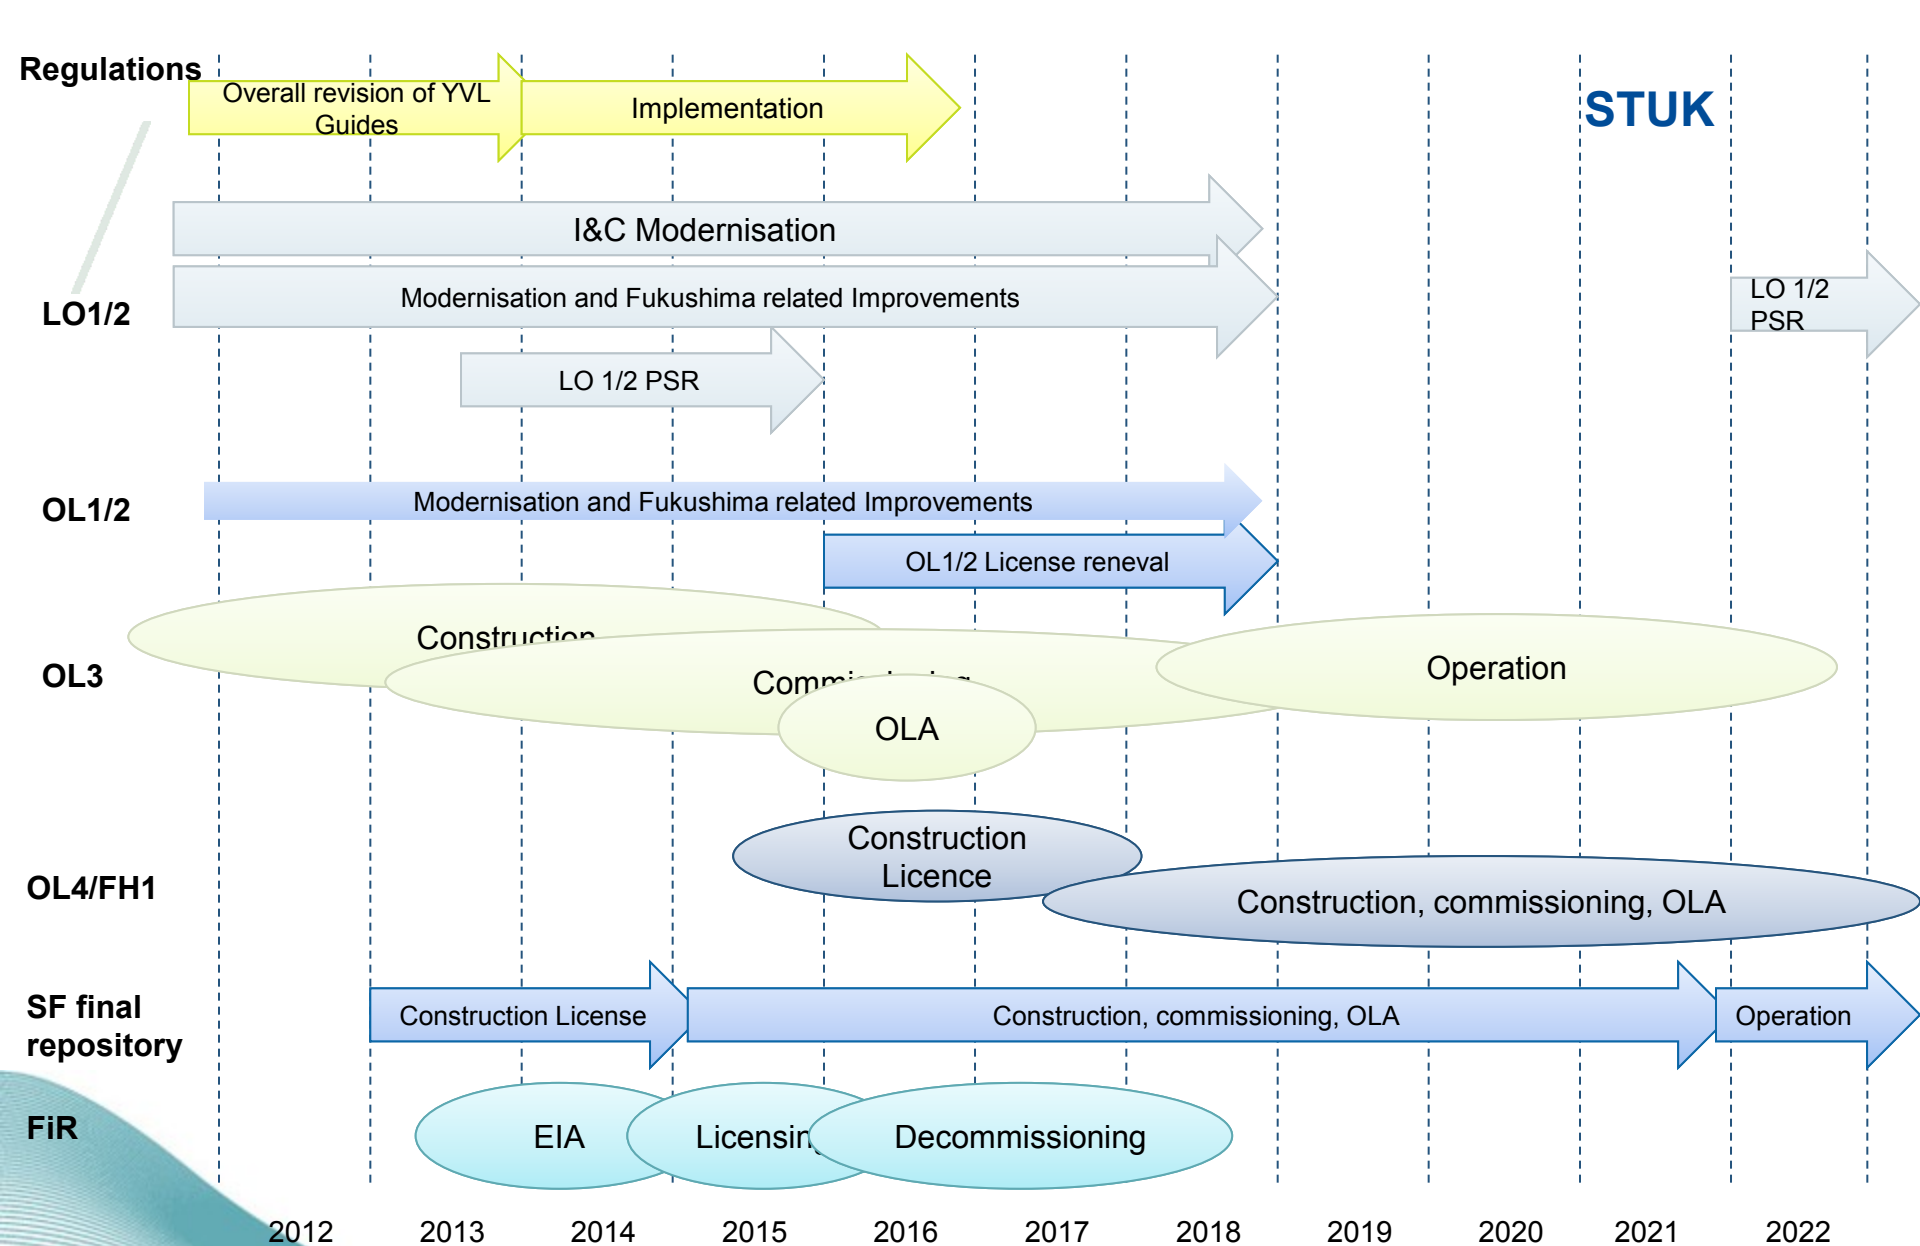 Regulations
Overall revision of YVL
Guides
Implementation
STUK
I&C Modernisation
LO1/2
Modernisation and Fukushima related Improvements
LO 1/2
PSR
LO 1/2 PSR
OL1/2
Modernisation and Fukushima related Improvements
OL1/2 License reneval
OL3
Construction
Commissioning
Operation
OLA
OL4/FH1
Construction
Licence
Construction, commissioning, OLA
SF final
repository
Construction License
Construction, commissioning, OLA
Operation
FiR
EIA
Licensing
Decommissioning
2012 2013 2014 2015 2016 2017 2018 2019 2020 2021 2022